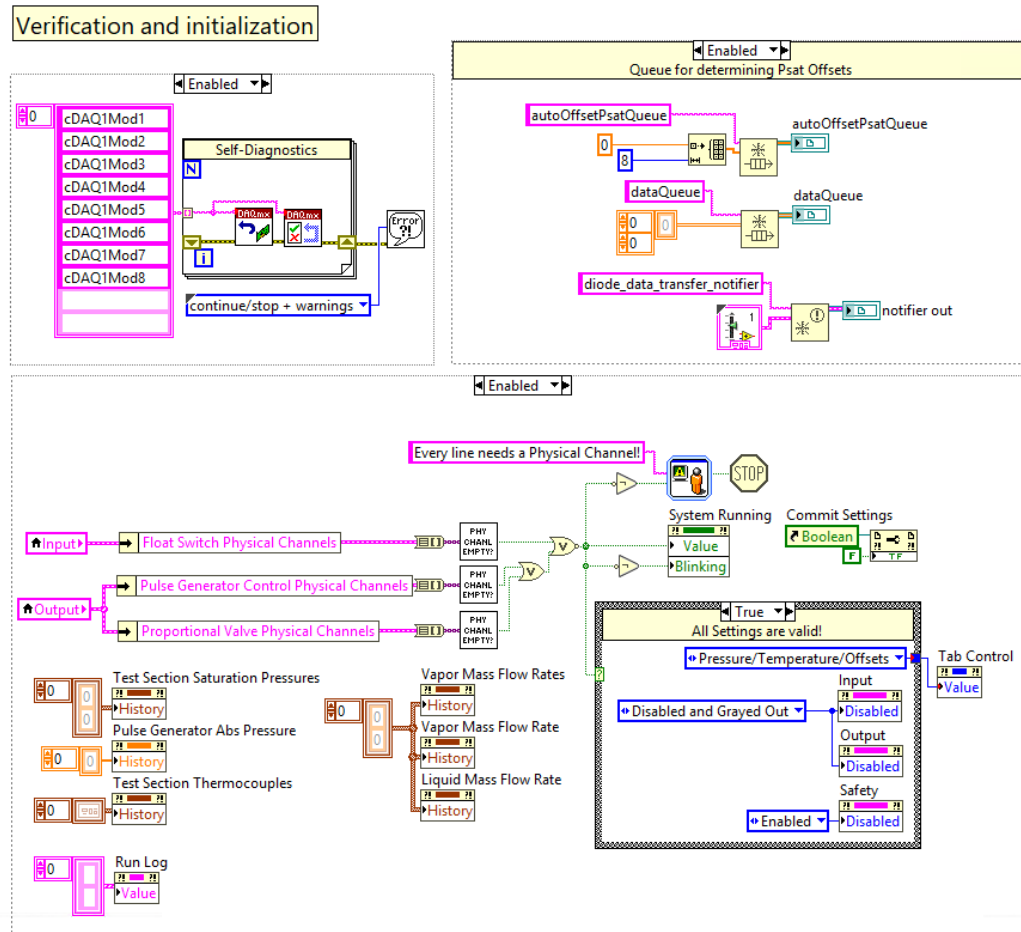 Verification and initialization
Enabled
0
cDAQ1Mod1
cDAQ1Mod2
cDAQ1Mod3
cDAQ1Mod4
cDAQ1Mod5
cDAQ1Mod6
cDAQ1Mod7
cDAQ1Mod8
Self-Diagnostics
N
DAQmx
DAQmx
i
Error
?!
continue/stop + warnings
Enabled
Queue for determining Psat Offsets
autoOffsetPsatQueue
0
8
autoOffsetPsatQueue
dataQueue
0
0
0
dataQueue
diode_data_transfer_notifier
1
notifier out
Enabled
Every line needs a Physical Channel!
STOP
Input
Float Switch Physical Channels
PHY
CHANL
EMPTY?
Output
Pulse Generator Control Physical Channels
PHY
CHANL
EMPTY?
Proportional Valve Physical Channels
PHY
CHANL
EMPTY?
V
V
System Running
Value
Blinking
Commit Settings
Boolean
F
TF
True
All Settings are valid!
Pressure/Temperature/Offsets
?
Tab Control
Value
Disabled and Grayed Out
Input
Disabled
Output
Disabled
Safety
Enabled
Disabled
Test Section Saturation Pressures
0
0
0
History
Pulse Generator Abs Pressure
0
0
History
Test Section Thermocouples
0
History
Vapor Mass Flow Rates
0
0
0
History
Vapor Mass Flow Rate
History
Liquid Mass Flow Rate
History
Run Log
0
Value